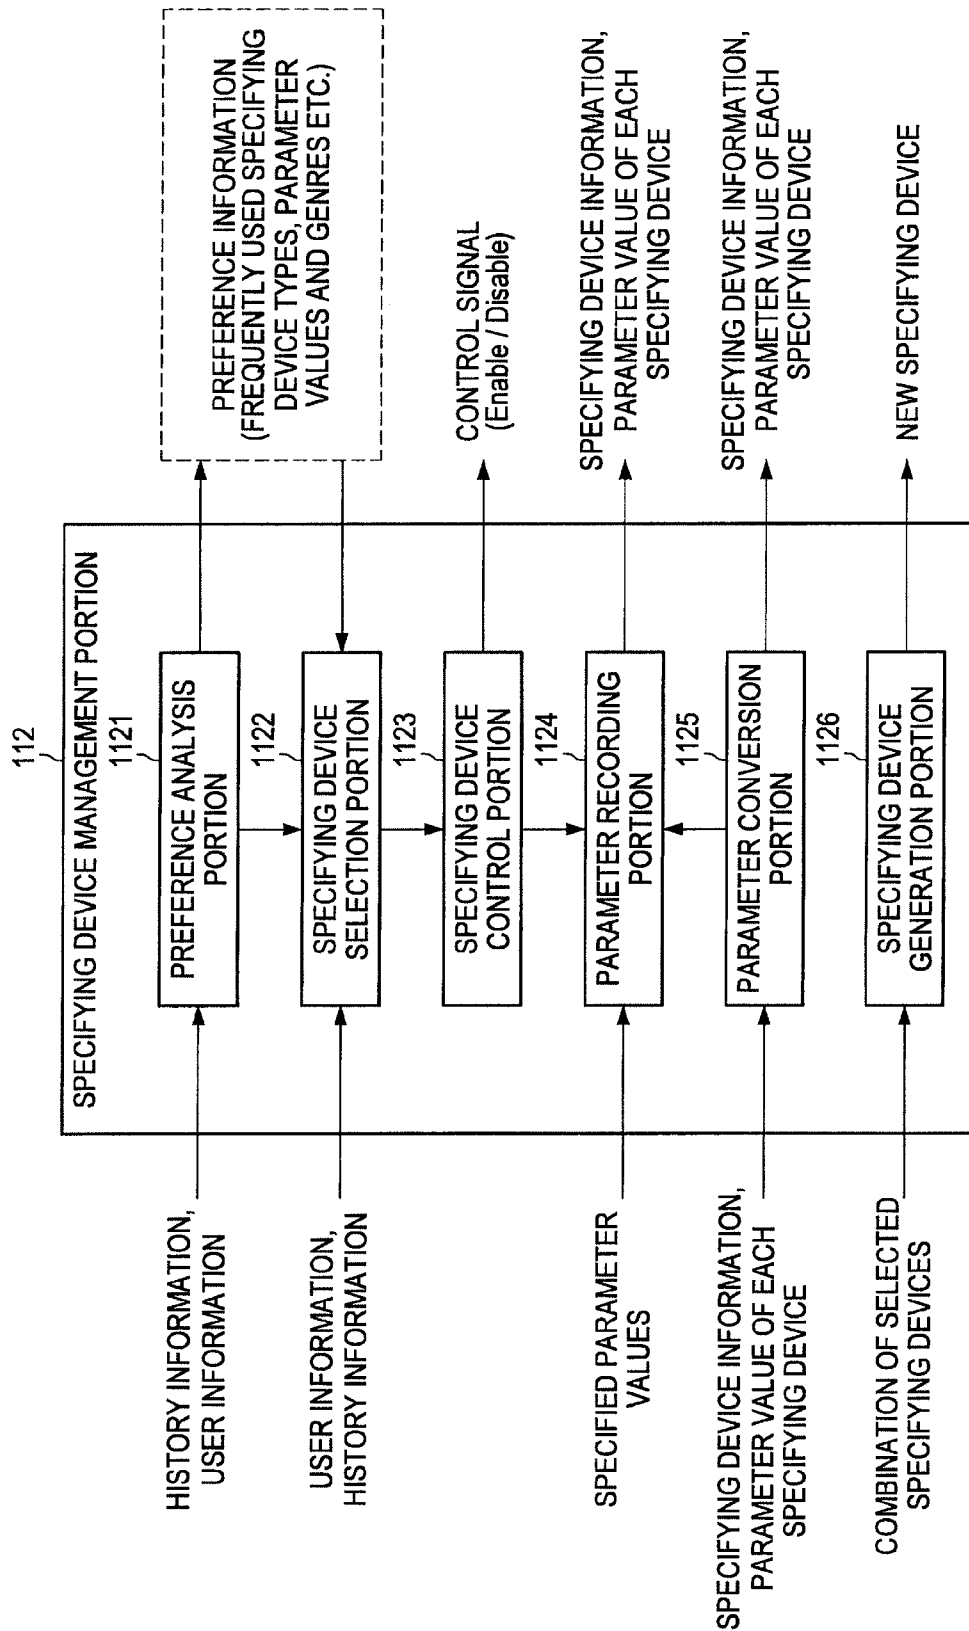 112
SPECIFYING DEVICE MANAGEMENT PORTION
HISTORY INFORMATION,
USER INFORMATION
1121
PREFERENCE ANALYSIS
PORTION
PREFERENCE INFORMATION
(FREQUENTLY USED SPECIFYING
DEVICE TYPES, PARAMETER
VALUES AND GENRES ETC.)
USER INFORMATION,
HISTORY INFORMATION
1122
SPECIFYING DEVICE
SELECTION PORTION
1123
SPECIFYING DEVICE
CONTROL PORTION
CONTROL SIGNAL
(Enable / Disable)
SPECIFIED PARAMETER
VALUES
1124
PARAMETER RECORDING
PORTION
SPECIFYING DEVICE INFORMATION,
PARAMETER VALUE OF EACH
SPECIFYING DEVICE
SPECIFYING DEVICE INFORMATION,
PARAMETER VALUE OF EACH
SPECIFYING DEVICE
1125
PARAMETER CONVERSION
PORTION
SPECIFYING DEVICE INFORMATION,
PARAMETER VALUE OF EACH
SPECIFYING DEVICE
COMBINATION OF SELECTED
SPECIFYING DEVICES
1126
SPECIFYING DEVICE
GENERATION PORTION
NEW SPECIFYING DEVICE